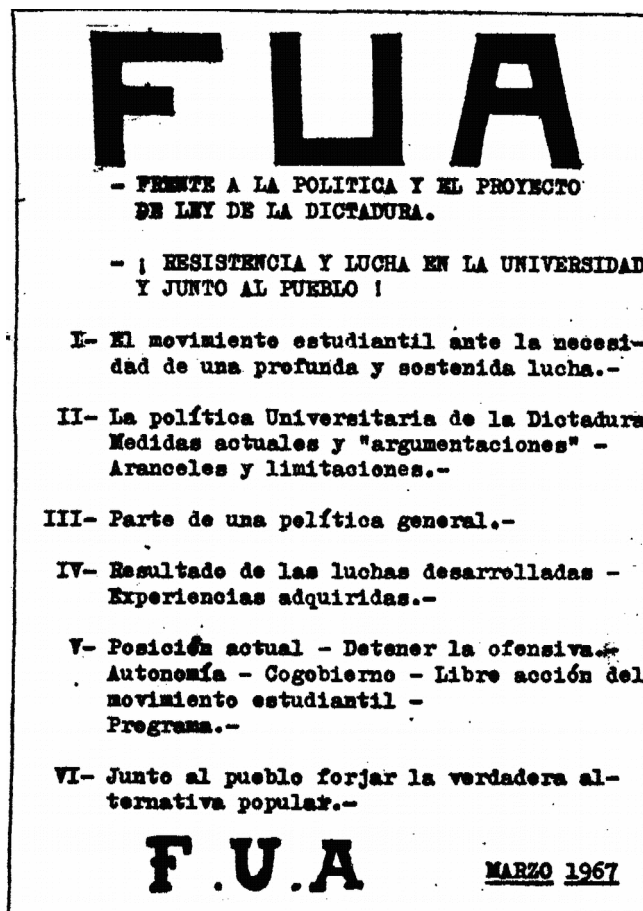 FUA
- FRENTE A LA POLITICA Y EL PROYECTO
DE LEY DE LA DICTADURA.
- ¡ RESISTENCIA Y LUCHA EN LA UNIVERSIDAD
Y JUNTO AL PUEBLO !
I- El movimiento estudiantil ante la necesi-
dad de una profunda y sostenida lucha.-
II- La política Universitaria de la Dictadura
Medidas actuales y "argumentaciones" -
Aranceles y limitaciones.-
III- Parte de una política general.-
IV- Resultado de las luchas desarrolladas -
Experiencias adquiridas.-
V- Posición actual - Detener la ofensiva.-
Autonomía - Cogobierno - Libre acción del
movimiento estudiantil -
Programa.-
VI- Junto al pueblo forjar la verdadera al-
ternativa popular.-
F.U.A
MARZO 1967